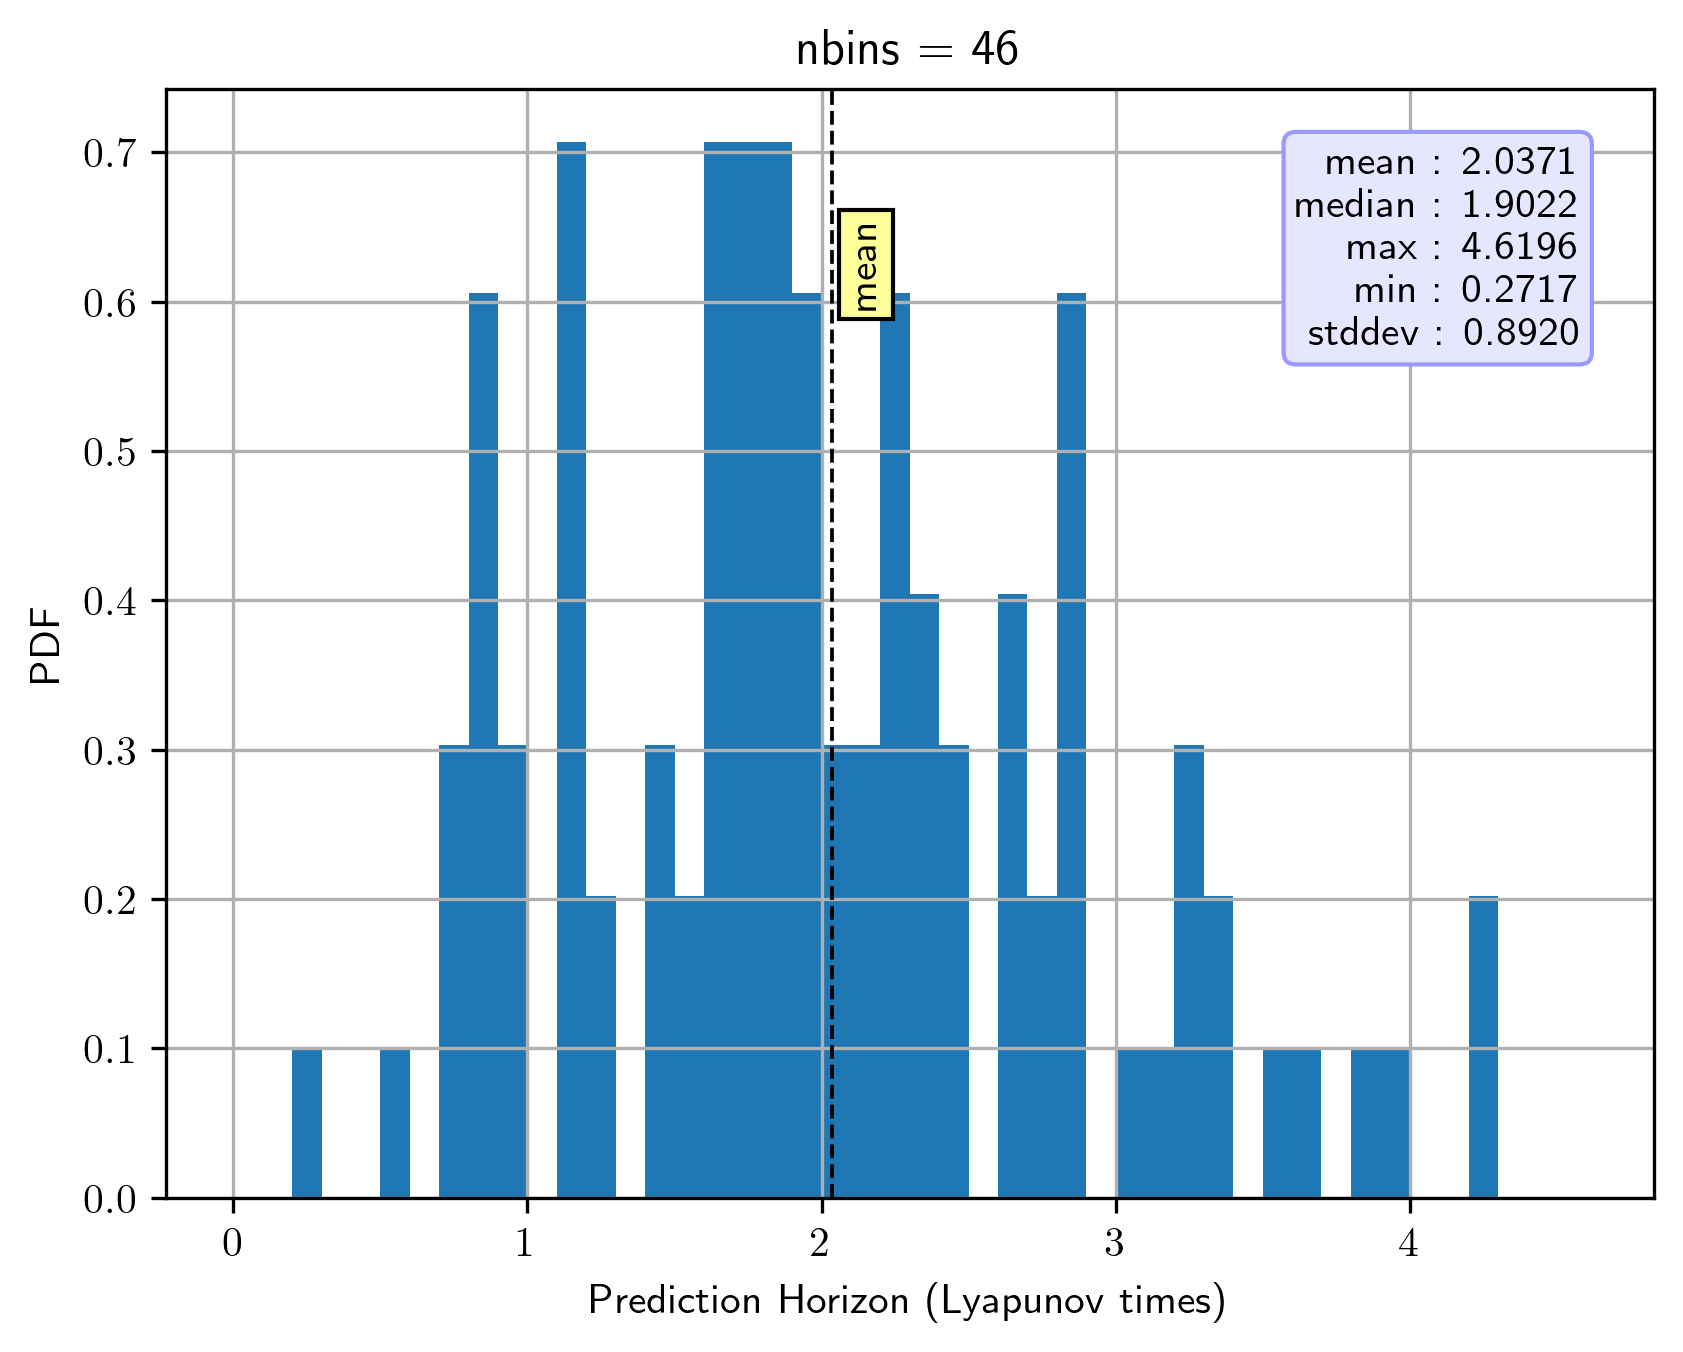 nbins = 46
0.7
0.6
0.5
0.4
0.3
0.2
0.1
0.0
PDF
mean
mean : 2.0371
median : 1.9022
max : 4.6196
min : 0.2717
stddev : 0.8920
0 1 2 3 4
Prediction Horizon (Lyapunov times)